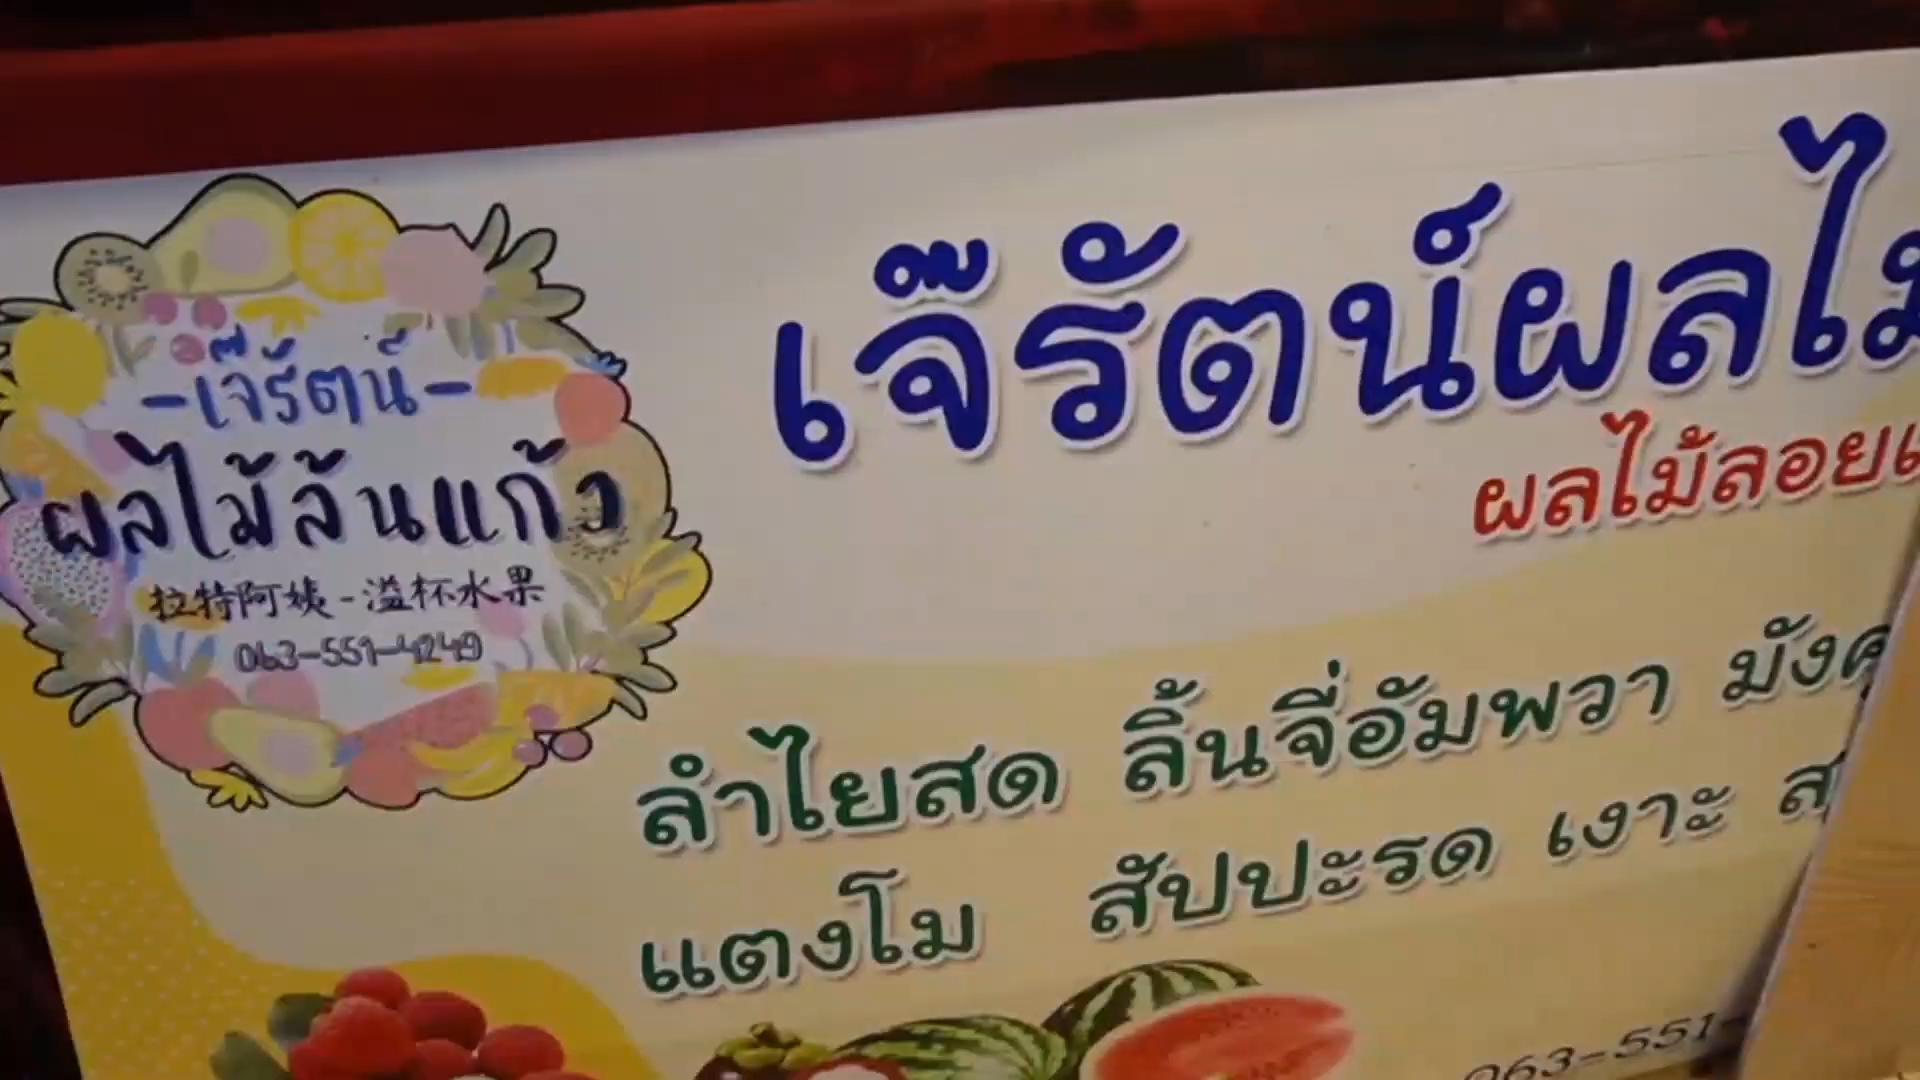 -เจ๊รัตน์-
ผลไม้ล้นแก้ว
拉特阿姨-溢杯水果
063-551-4249
เจ๊รัตน์ผลไม
ผลไม้ลอยแ
ลำไยสด ลิ้นจี่อัมพวา มังคุ
แตงโม สัปปะรด เงาะ ส
063-551-